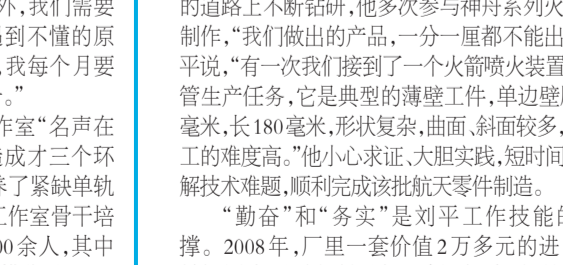 外，我们需要
到不懂的原
我每个月要
。”
作室“名声在
成才三个环
养了紧缺单轨
工作室骨干培
00余人，其中
的道路上不断钻研，他多次参与神舟系列火
制作，“我们做出的产品，一分一厘都不能出
平说，“有一次我们接到了一个火箭喷火装置
管生产任务，它是典型的薄壁工件，单边壁
毫米，长180毫米，形状复杂，曲面、斜面较多，
工的难度高。”他小心求证、大胆实践，短时间
解技术难题，顺利完成该批航天零件制造。
“勤奋”和“务实”是刘平工作技能的
撑。2008年，厂里一套价值2万多元的进